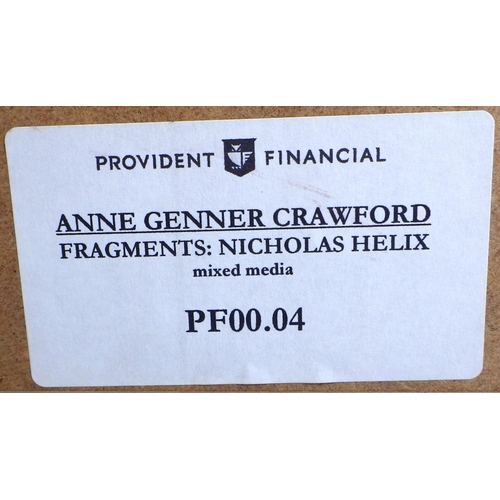 PROVIDENT FINANCIAL
ANNE GENNER CRAWFORD
FRAGMENTS: NICHOLAS HELIX
mixed media
PF00.04